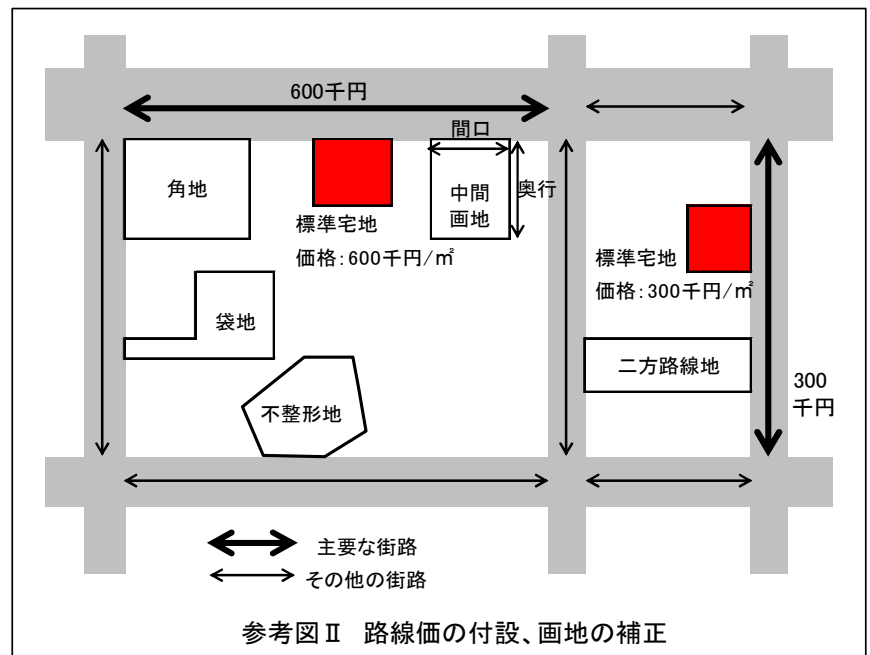 600千円
間口
角地
中間
画地
奥行
標準宅地
価格:600千円/㎡
標準宅地
価格:300千円/㎡
袋地
二方路線地
300
千円
不整形地
主要な街路
その他の街路
参考図Ⅱ 路線価の付設、画地の補正